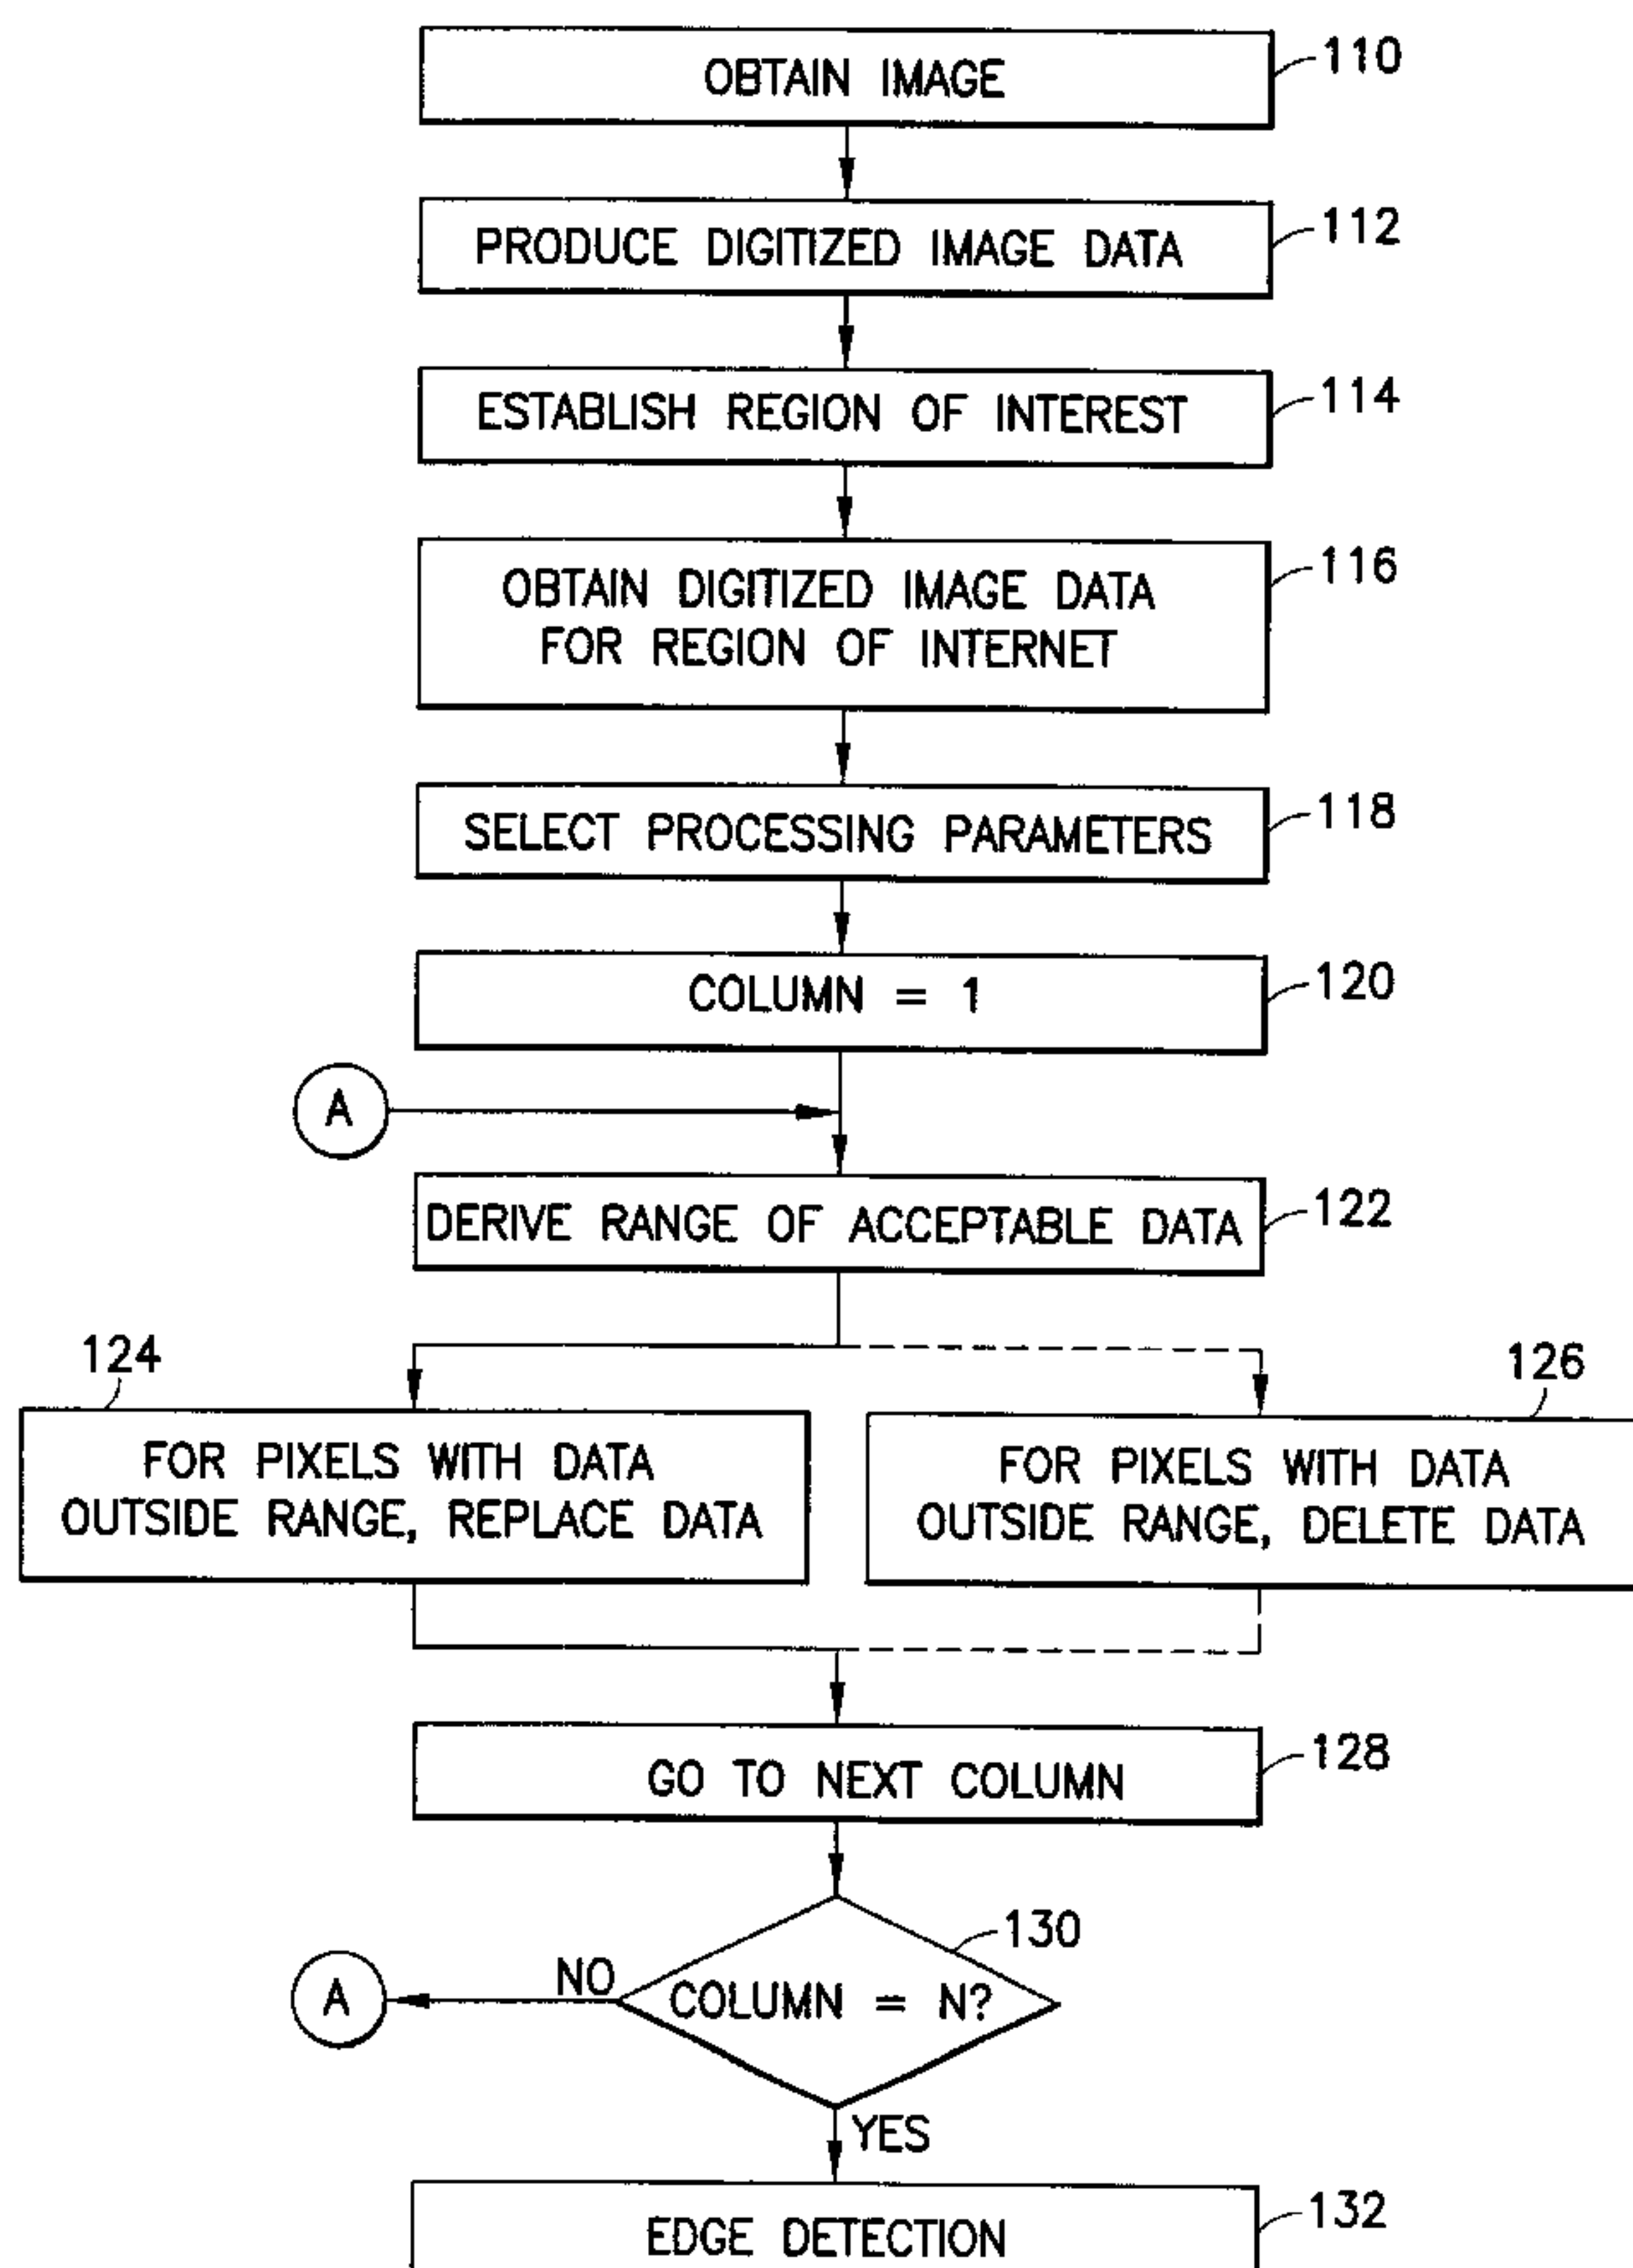 OBTAIN IMAGE
110
PRODUCE DIGITIZED IMAGE DATA
112
ESTABLISH REGION OF INTEREST
114
OBTAIN DIGITIZED IMAGE DATA
FOR REGION OF INTERNET
116
SELECT PROCESSING PARAMETERS
118
COLUMN = 1
120
A
DERIVE RANGE OF ACCEPTABLE DATA
122
124
FOR PIXELS WITH DATA
OUTSIDE RANGE, REPLACE DATA
126
FOR PIXELS WITH DATA
OUTSIDE RANGE, DELETE DATA
GO TO NEXT COLUMN
128
130
COLUMN = N?
NO
A
YES
EDGE DETECTION
132